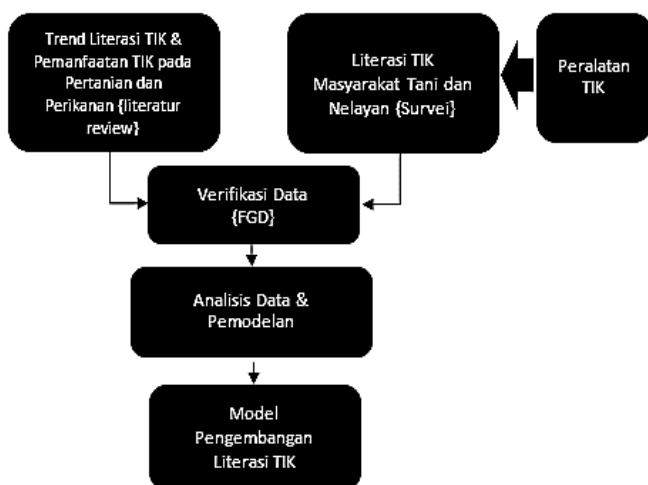 Trend Literasi TIK &
Pemanfaatan TIK pada
Pertanian dan
Perikanan {literatur
review}
Literasi TIK
Masyarakat Tani dan
Nelayan {Survei}
Peralatan
TIK
Verifikasi Data
{FGD}
Analisis Data &
Pemodelan
Model
Pengembangan
Literasi TIK